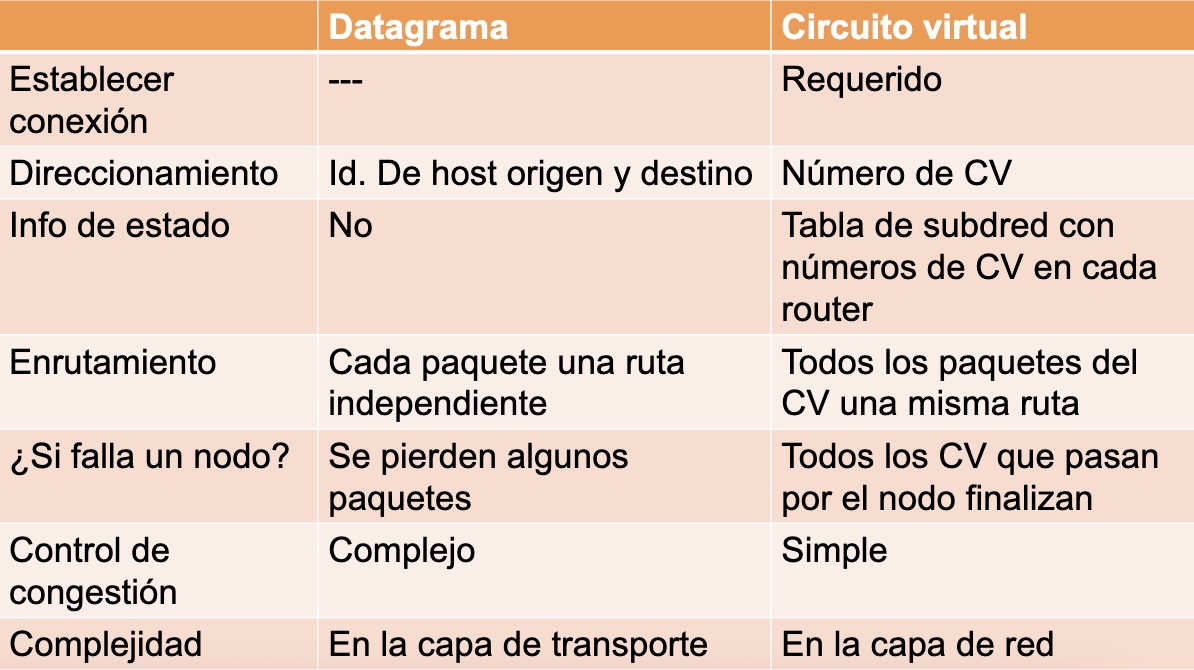 Datagrama
Circuito virtual
Establecer
conexión
---
Requerido
Direccionamiento
Id. De host origen y destino
Número de CV
Info de estado
No
Tabla de subdred con
números de CV en cada
router
Enrutamiento
Cada paquete una ruta
independiente
Todos los paquetes del
CV una misma ruta
¿Si falla un nodo?
Se pierden algunos
paquetes
Todos los CV que pasan
por el nodo finalizan
Control de
congestión
Complejo
Simple
Complejidad
En la capa de transporte
En la capa de red